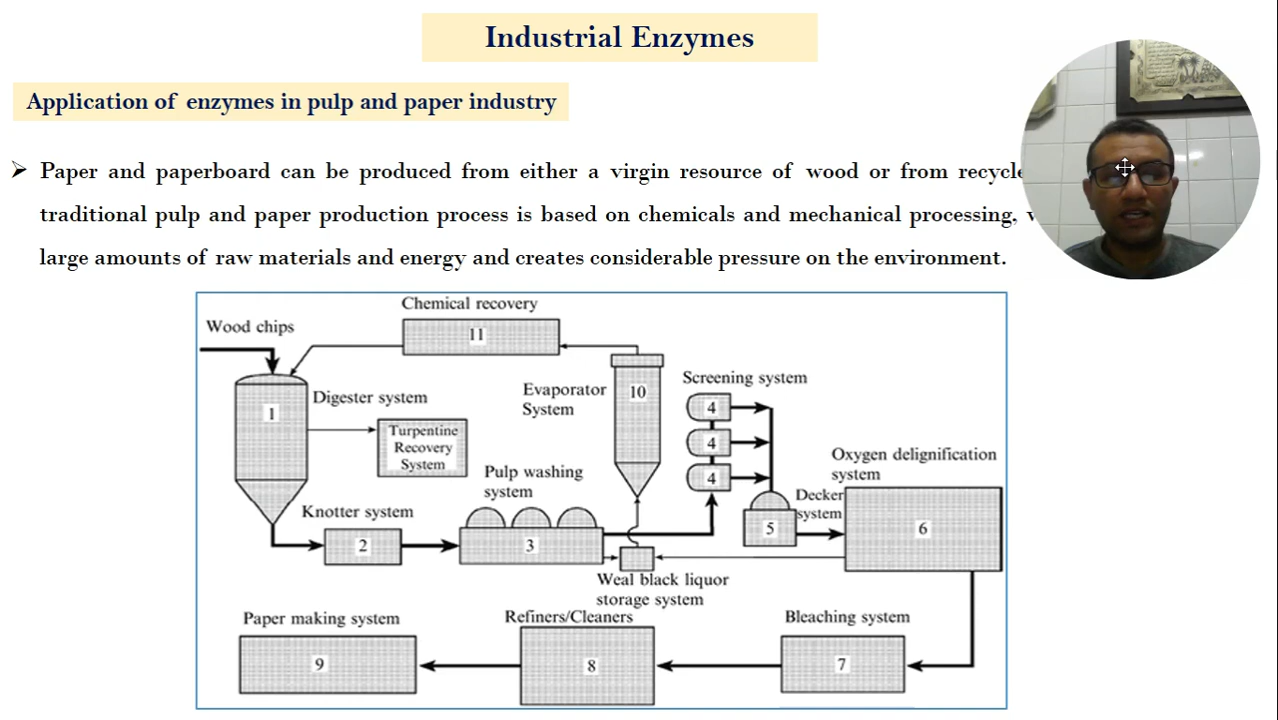 Industrial Enzymes
Application of enzymes in pulp and paper industry
➢ Paper and paperboard can be produced from either a virgin resource of wood or from
traditional pulp and paper production process is based on chemicals and mechanical processing,
large amounts of raw materials and energy and creates considerable pressure on the environment.
Chemical recovery
Wood chips
11
Screening system
Evaporator
System
10
1
Digester system
4
Turpentine
Recovery
System
4
Oxygen delignification
system
Pulp washing
system
4
Decker
system
Knotter system
2
3
5
6
Weal black liquor
storage system
Paper making system
Refiners/Cleaners
Bleaching system
9
8
7